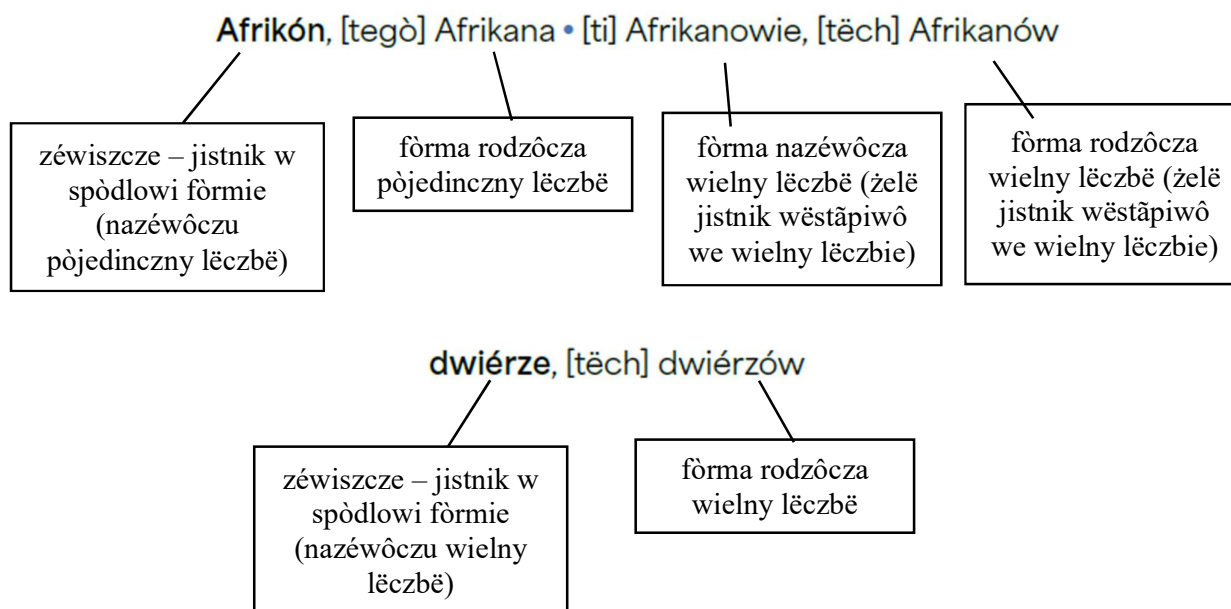 Afrikón, [tegò] Afrikana • [ti] Afrikanowie, [tëch] Afrikanów
zéwiszcze – jistnik w
spòdlowi fòrmie
(nazéwôczu
pòjedinczny lëczbë)
fòrma rodzôcza
pòjedinczny lëczbë
fòrma nazéwôcza
wielny lëczbë (żelë
jistnik wëstãpiwô
we wielny lëczbie)
fòrma rodzôcza
wielny lëczbë (żelë
jistnik wëstãpiwô
we wielny lëczbie)
dwiérze, [tëch] dwiérzów
zéwiszcze – jistnik w
spòdlowi fòrmie
(nazéwôczu wielny
lëczbë)
fòrma rodzôcza
wielny lëczbë